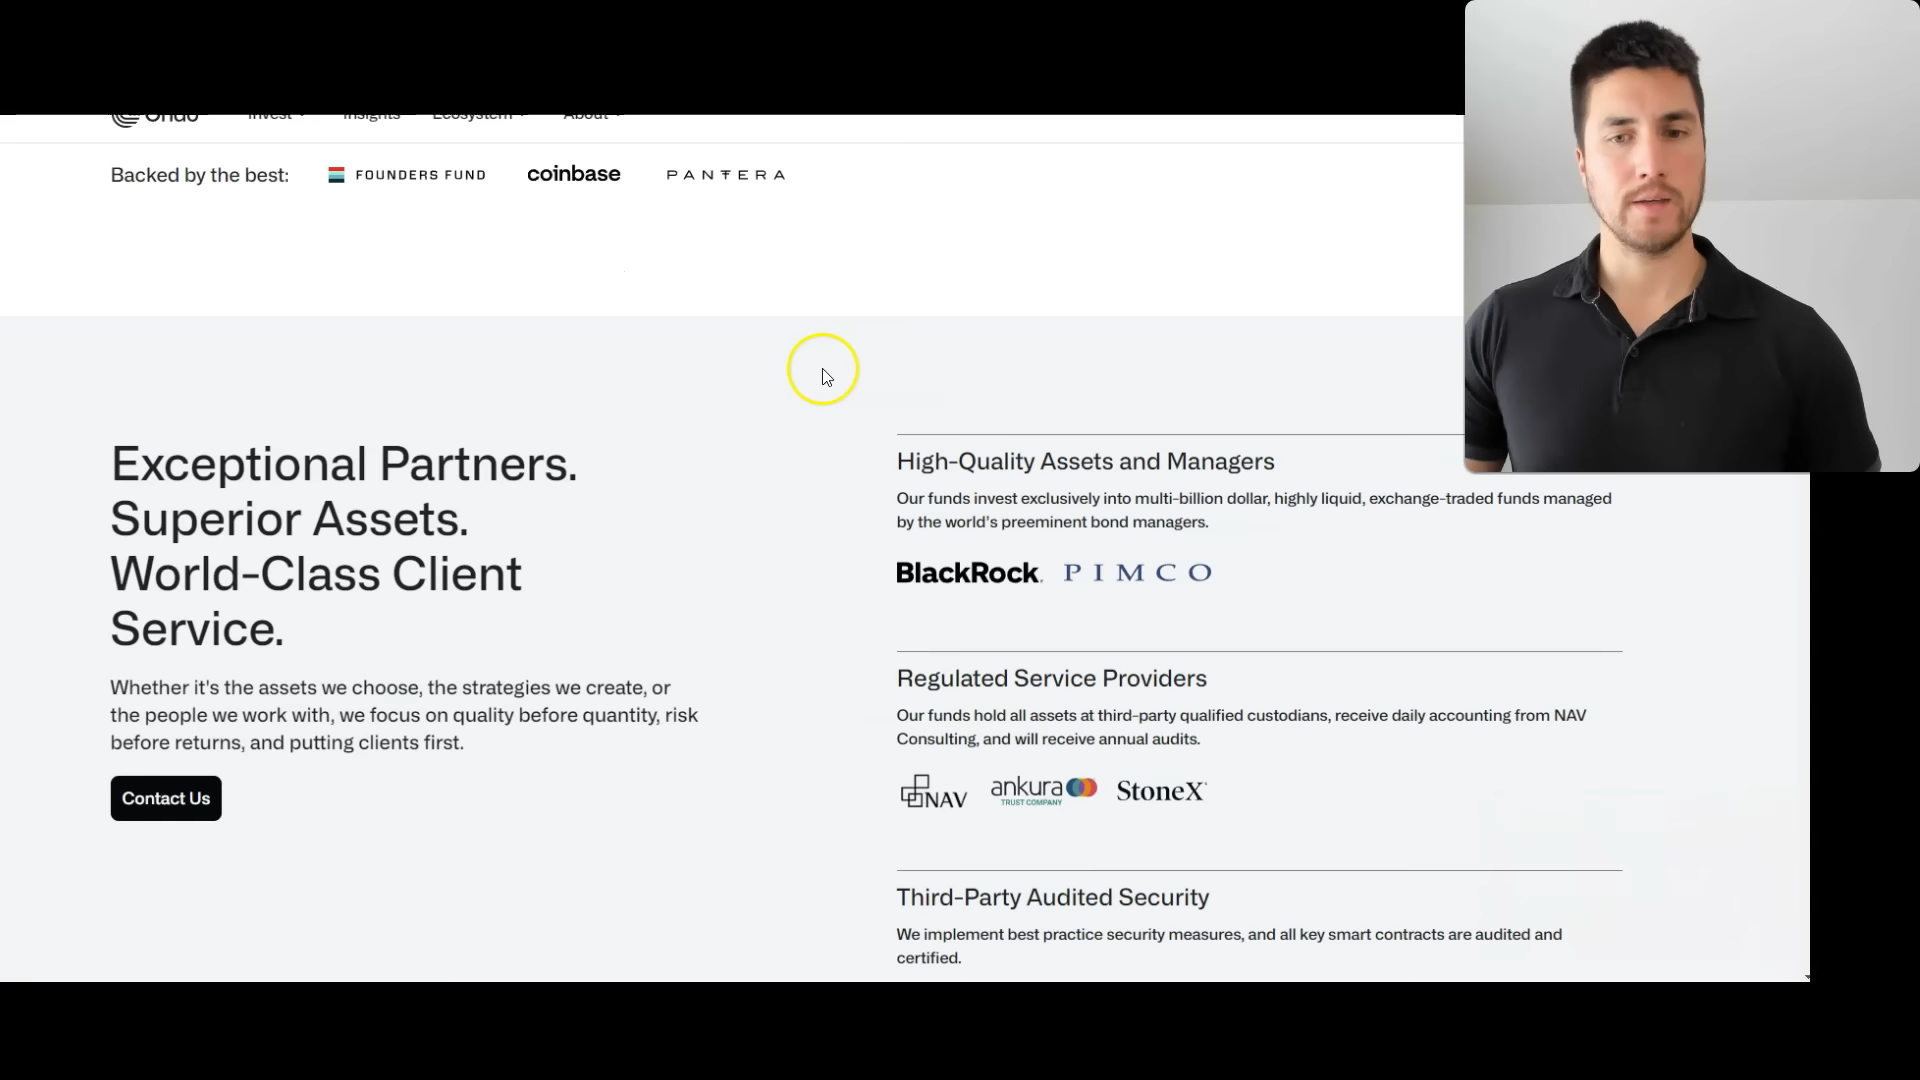 Ondo Invest Insights Ecosystem About
Backed by the best: FOUNDERS FUND coinbase PANTERA
Exceptional Partners.
Superior Assets.
World-Class Client
Service.
Whether it's the assets we choose, the strategies we create, or
the people we work with, we focus on quality before quantity, risk
before returns, and putting clients first.
Contact Us
High-Quality Assets and Managers
Our funds invest exclusively into multi-billion dollar, highly liquid, exchange-traded funds managed
by the world's preeminent bond managers.
BlackRock. PIMCO
Regulated Service Providers
Our funds hold all assets at third-party qualified custodians, receive daily accounting from NAV
Consulting, and will receive annual audits.
NAV ankura TRUST COMPANY StoneX
Third-Party Audited Security
We implement best practice security measures, and all key smart contracts are audited and
certified.